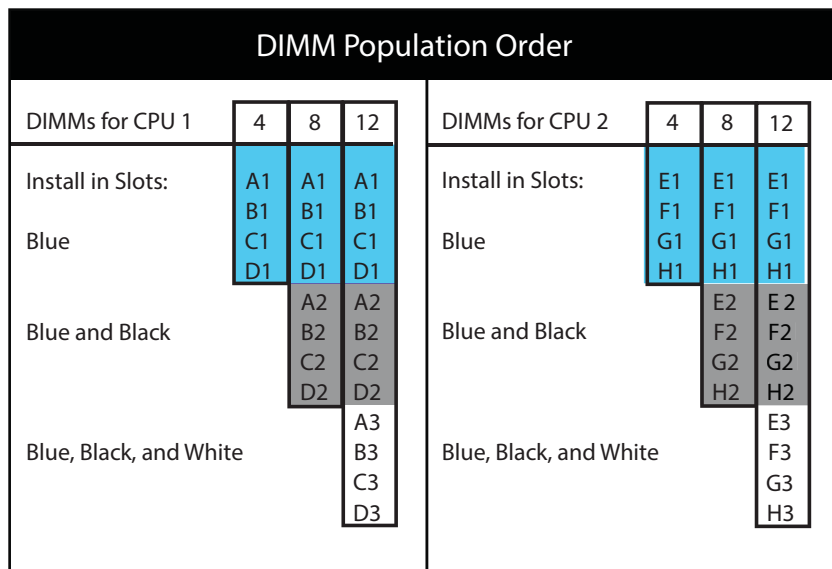 DIMM Population Order
DIMMs for CPU 1 4 8 12
Install in Slots: A1 A1 A1
B1 B1 B1
Blue C1 C1 C1
D1 D1 D1
A2 A2
Blue and Black B2 B2
C2 C2
D2 D2
A3
Blue, Black, and White B3
C3
D3
DIMMs for CPU 2 4 8 12
Install in Slots: E1 E1 E1
F1 F1 F1
Blue G1 G1 G1
H1 H1 H1
E2 E 2
Blue and Black F2 F2
G2 G2
H2 H2
E3
Blue, Black, and White F3
G3
H3